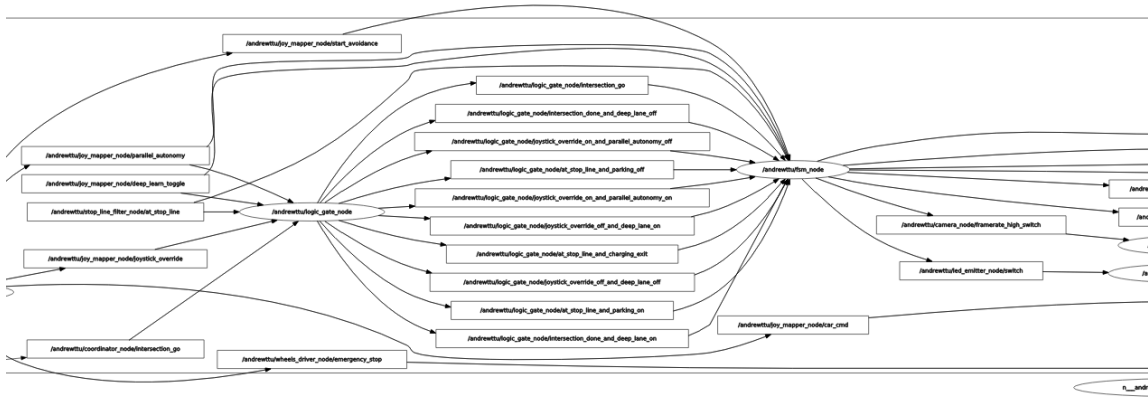 /andrewttu/joy_mapper_node/start_avoidance
/andrewttu/logic_gate_node/intersection_go
/andrewttu/logic_gate_node/intersection_done_and_deep_lane_off
/andrewttu/logic_gate_node/joystick_override_on_and_parallel_autonomy_off
/andrewttu/joy_mapper_node/parallel_autonomy
/andrewttu/logic_gate_node/at_stop_line_and_parking_off
/andrewttu/fsm_node
/andrewttu/joy_mapper_node/deep_learn_toggle
/andrewttu/logic_gate_node/joystick_override_on_and_parallel_autonomy_on
/andrewttu/stop_line_filter_node/at_stop_line
/andrewttu/logic_gate_node
/andrewttu/logic_gate_node/joystick_override_off_and_deep_lane_on
/andrewttu/camera_node/framerate_high_switch
/andrewttu/logic_gate_node/at_stop_line_and_charging_exit
/andrewttu/joy_mapper_node/joystick_override
/andrewttu/led_emitter_node/switch
/andrewttu/logic_gate_node/joystick_override_off_and_deep_lane_off
/andrewttu/logic_gate_node/at_stop_line_and_parking_on
/andrewttu/joy_mapper_node/car_cmd
/andrewttu/logic_gate_node/intersection_done_and_deep_lane_on
/andrewttu/coordinator_node/intersection_go
/andrewttu/wheels_driver_node/emergency_stop